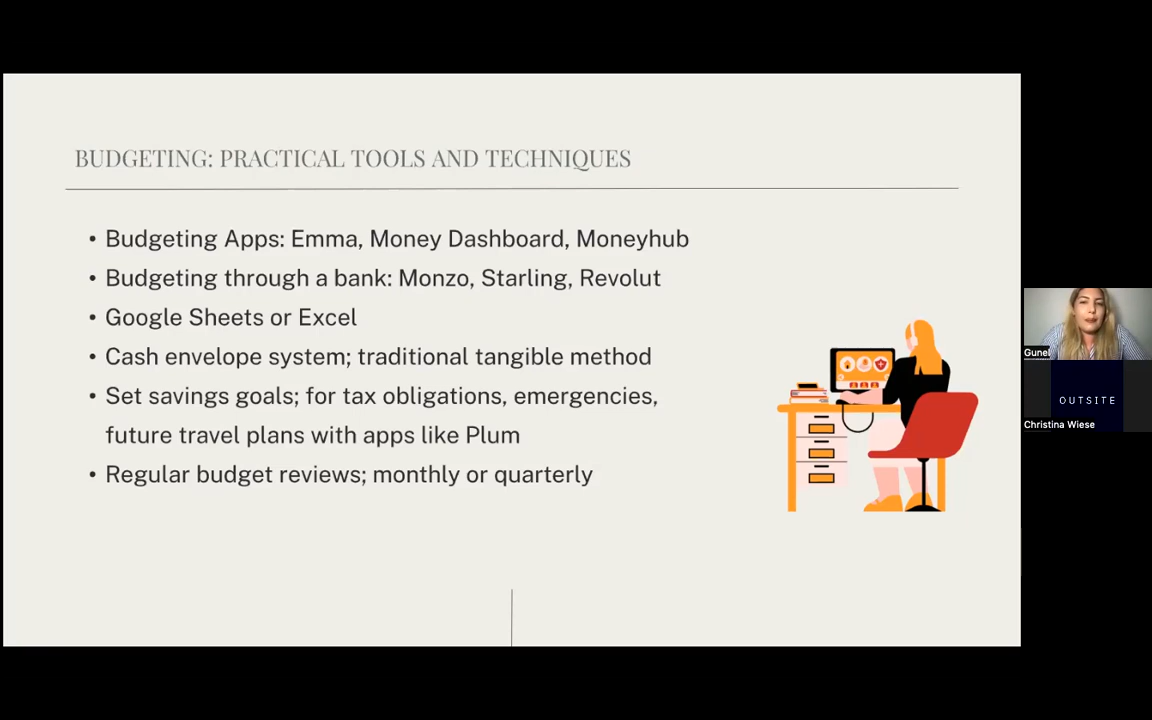 BUDGETING: PRACTICAL TOOLS AND TECHNIQUES
• Budgeting Apps: Emma, Money Dashboard, Moneyhub
• Budgeting through a bank: Monzo, Starling, Revolut
• Google Sheets or Excel
• Cash envelope system; traditional tangible method
• Set savings goals; for tax obligations, emergencies,
future travel plans with apps like Plum
• Regular budget reviews; monthly or quarterly
Gunel
OUTSITE
Christina Wiese